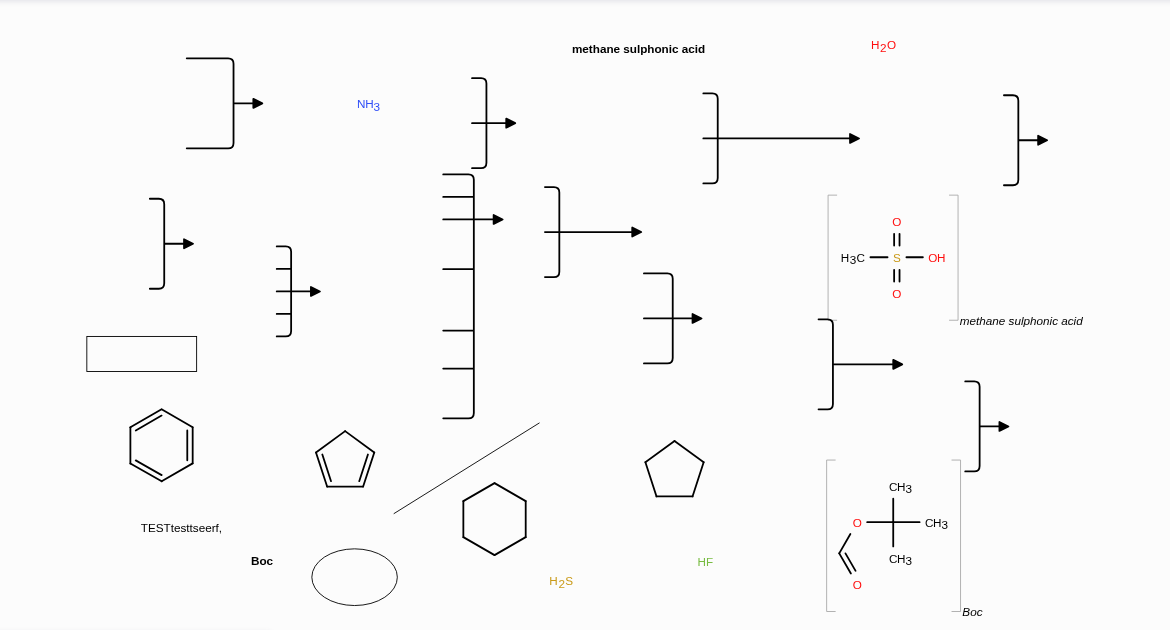 methane sulphonic acid
H2O
NH3
O
H3C S OH
O
methane sulphonic acid
CH3
O CH3
CH3
O
Boc
TESTtesttseerf,
Boc
H2S
HF